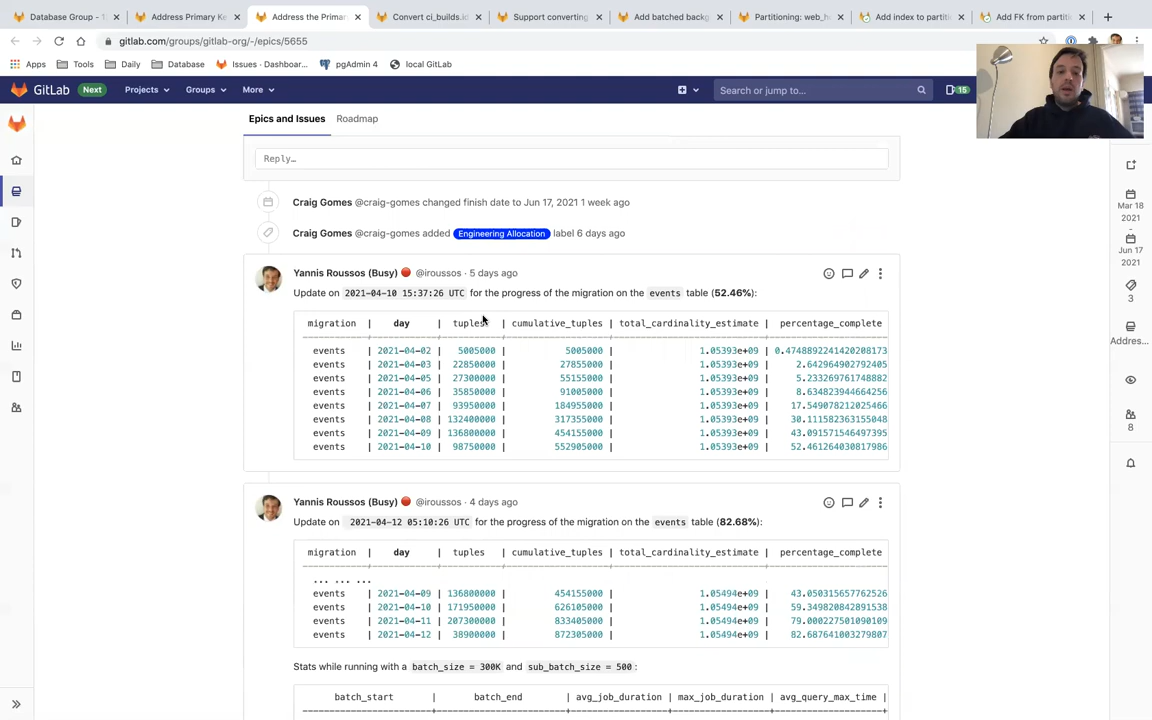 Database Group - 1
Address Primary Ke
Address the Primar
Convert ci_builds.id
Support converting
Add batched backg
Partitioning: web_h
Add index to partiti
Add FK from partit
gitlab.com/groups/gitlab-org/-/epics/5655
Apps Tools Daily Database Issues · Dashboar... pgAdmin 4 local GitLab
GitLab Next Projects Groups More Search or jump to... 15
Epics and Issues Roadmap
Reply…
Craig Gomes @craig-gomes changed finish date to Jun 17, 2021 1 week ago
Craig Gomes @craig-gomes added Engineering Allocation label 6 days ago
Mar 18
2021
-
Jun 17
2021
3
Addres...
8
Yannis Roussos (Busy) @iroussos · 5 days ago
Update on 2021-04-10 15:37:26 UTC for the progress of the migration on the events table (52.46%):
migration | day | tuples | cumulative_tuples | total_cardinality_estimate | percentage_complete
events | 2021-04-02 | 5005000 | 5005000 | 1.05393e+09 | 0.4748892241420208173
events | 2021-04-03 | 22850000 | 27855000 | 1.05393e+09 | 2.642964902792405
events | 2021-04-05 | 27300000 | 55155000 | 1.05393e+09 | 5.233269761748882
events | 2021-04-06 | 35850000 | 91005000 | 1.05393e+09 | 8.634823944664256
events | 2021-04-07 | 93950000 | 184955000 | 1.05393e+09 | 17.549078212025466
events | 2021-04-08 | 132400000 | 317355000 | 1.05393e+09 | 30.111582363155048
events | 2021-04-09 | 136800000 | 454155000 | 1.05393e+09 | 43.091571546497395
events | 2021-04-10 | 98750000 | 552905000 | 1.05393e+09 | 52.461264030817986
Yannis Roussos (Busy) @iroussos · 4 days ago
Update on 2021-04-12 05:10:26 UTC for the progress of the migration on the events table (82.68%):
migration | day | tuples | cumulative_tuples | total_cardinality_estimate | percentage_complete
... ... ...
events | 2021-04-09 | 136800000 | 454155000 | 1.05494e+09 | 43.050315657762526
events | 2021-04-10 | 171950000 | 626105000 | 1.05494e+09 | 59.349820842891538
events | 2021-04-11 | 207300000 | 833405000 | 1.05494e+09 | 79.000227501090109
events | 2021-04-12 | 38900000 | 872305000 | 1.05494e+09 | 82.687641003279807
Stats while running with a batch_size = 300K and sub_batch_size = 500 :
batch_start | batch_end | avg_job_duration | max_job_duration | avg_query_max_time |